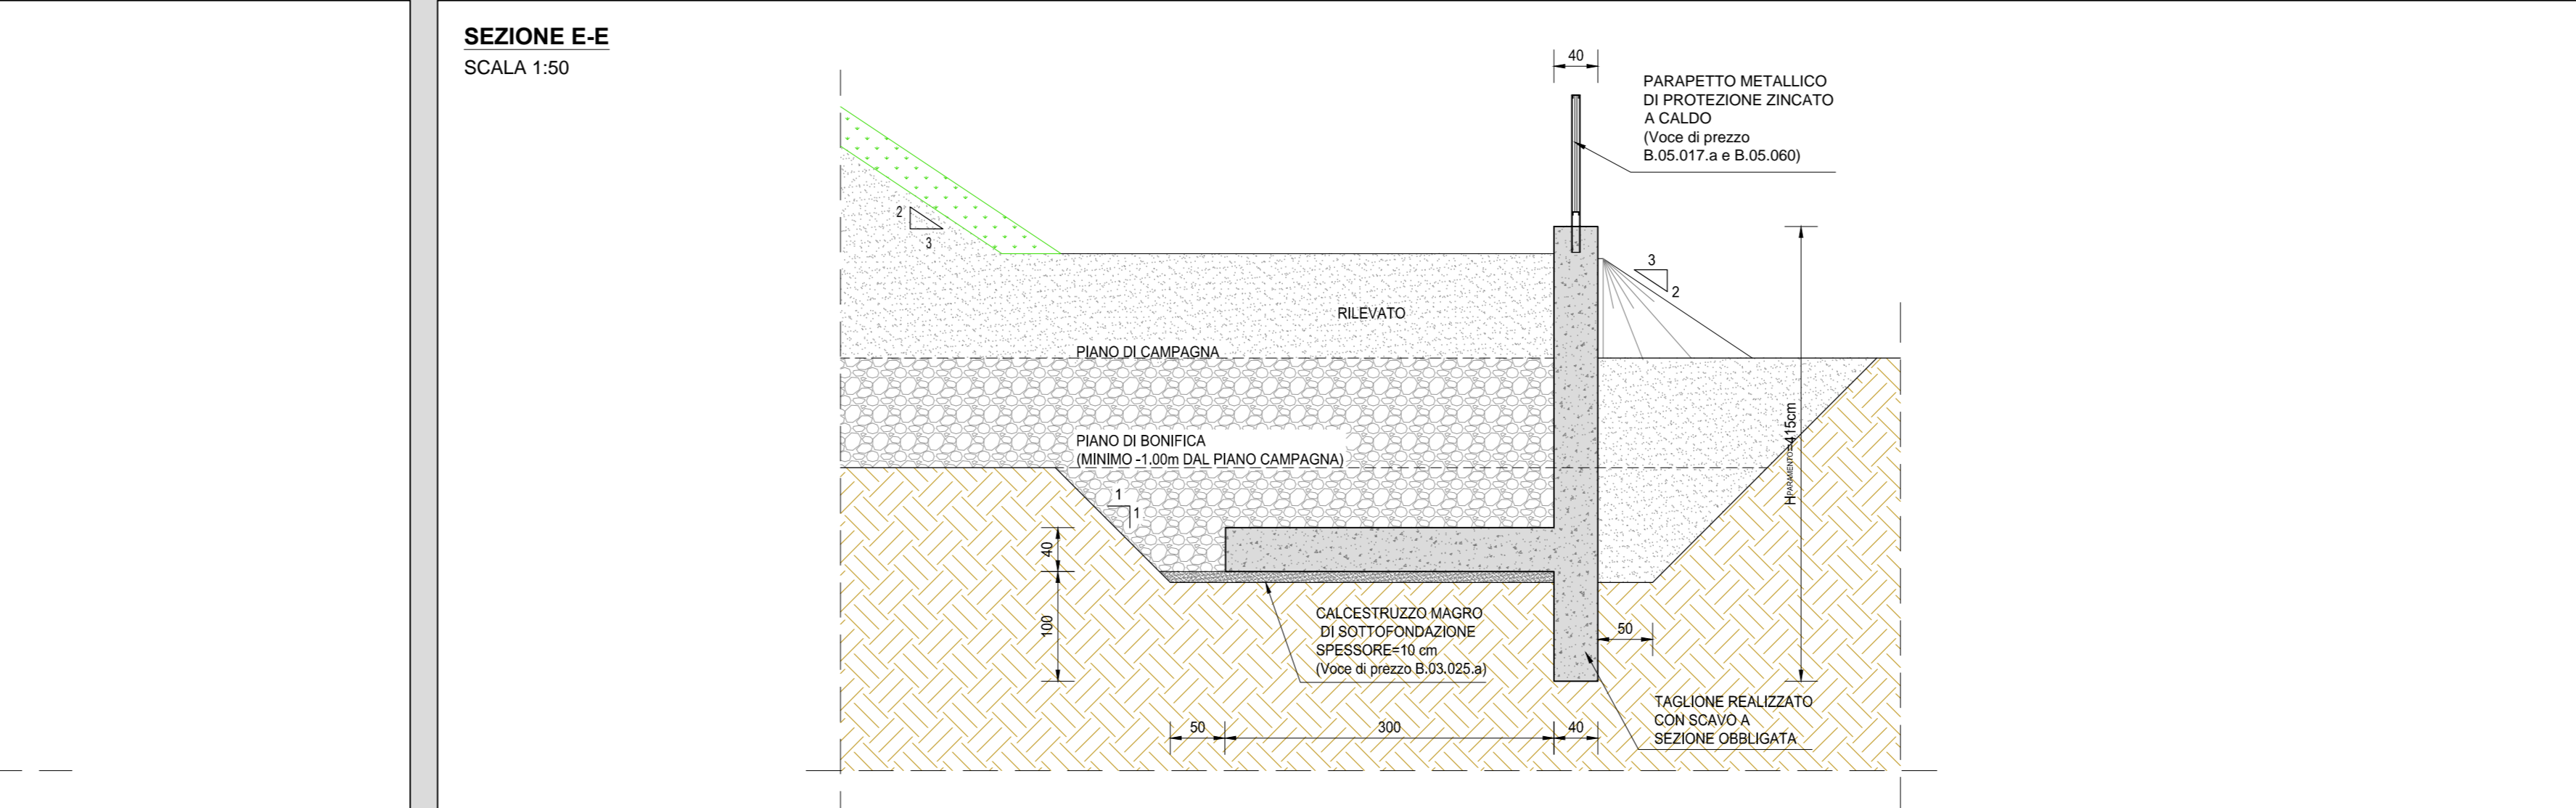 SEZIONE E-E
SCALA 1:50
40
PARAPETTO METALLICO
DI PROTEZIONE ZINCATO
A CALDO
(Voce di prezzo
B.05.017.a e B.05.060)
2
3
3
2
RILEVATO
PIANO DI CAMPAGNA
PIANO DI BONIFICA
(MINIMO -1.00m DAL PIANO CAMPAGNA)
HPARAMENTO=415cm
1
1
40
100
CALCESTRUZZO MAGRO
DI SOTTOFONDAZIONE
SPESSORE=10 cm
(Voce di prezzo B.03.025.a)
50
TAGLIONE REALIZZATO
CON SCAVO A
SEZIONE OBBLIGATA
50
300
40